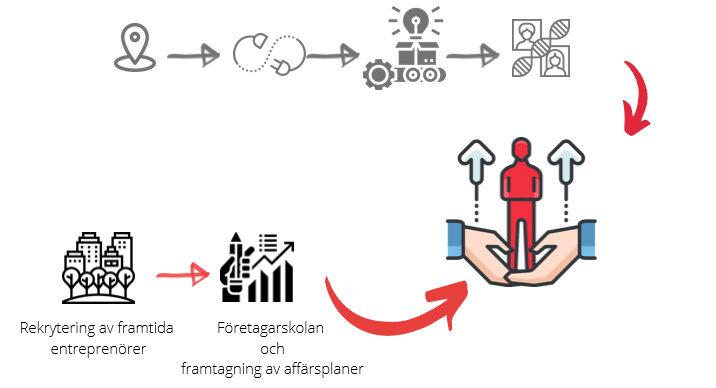 Rekrytering av framtida
entreprenörer
Företagarskolan
och
framtagning av affärsplaner